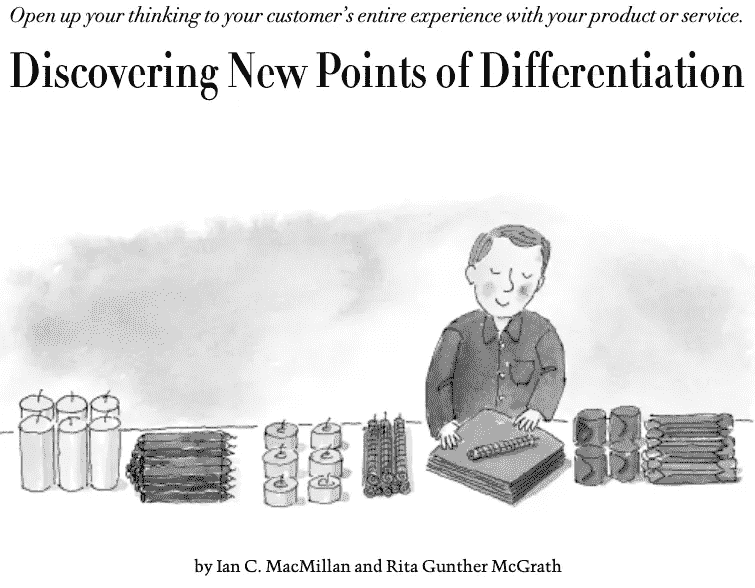 Open up your thinking to your customer's entire experience with your product or service.
Discovering New Points of Differentiation
by Ian C. MacMillan and Rita Gunther McGrath